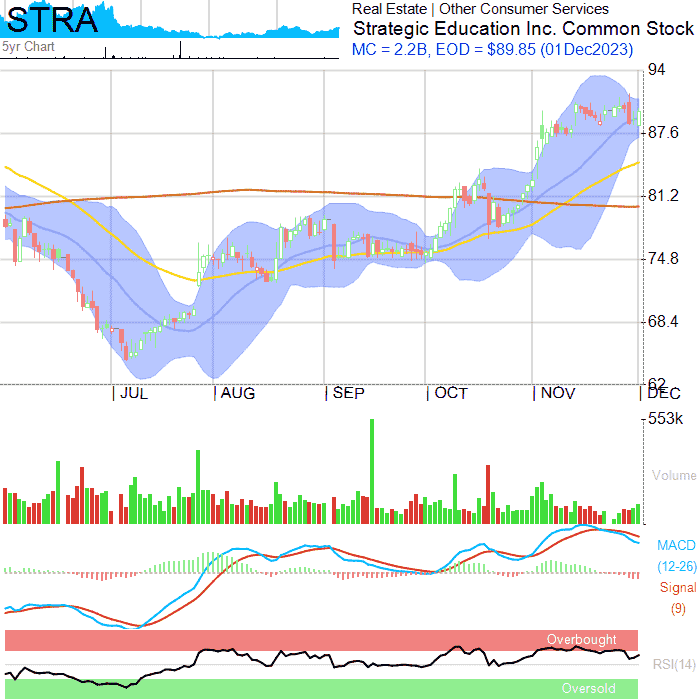 STRA
5yr Chart
Real Estate | Other Consumer Services
Strategic Education Inc. Common Stock
MC = 2.2B, EOD = $89.85 (01Dec2023)
94
87.6
81.2
74.8
68.4
62
JUL AUG SEP OCT NOV DEC
553k
Volume
MACD
(12-26)
Signal
(9)
Overbought
RSI(14)
Oversold